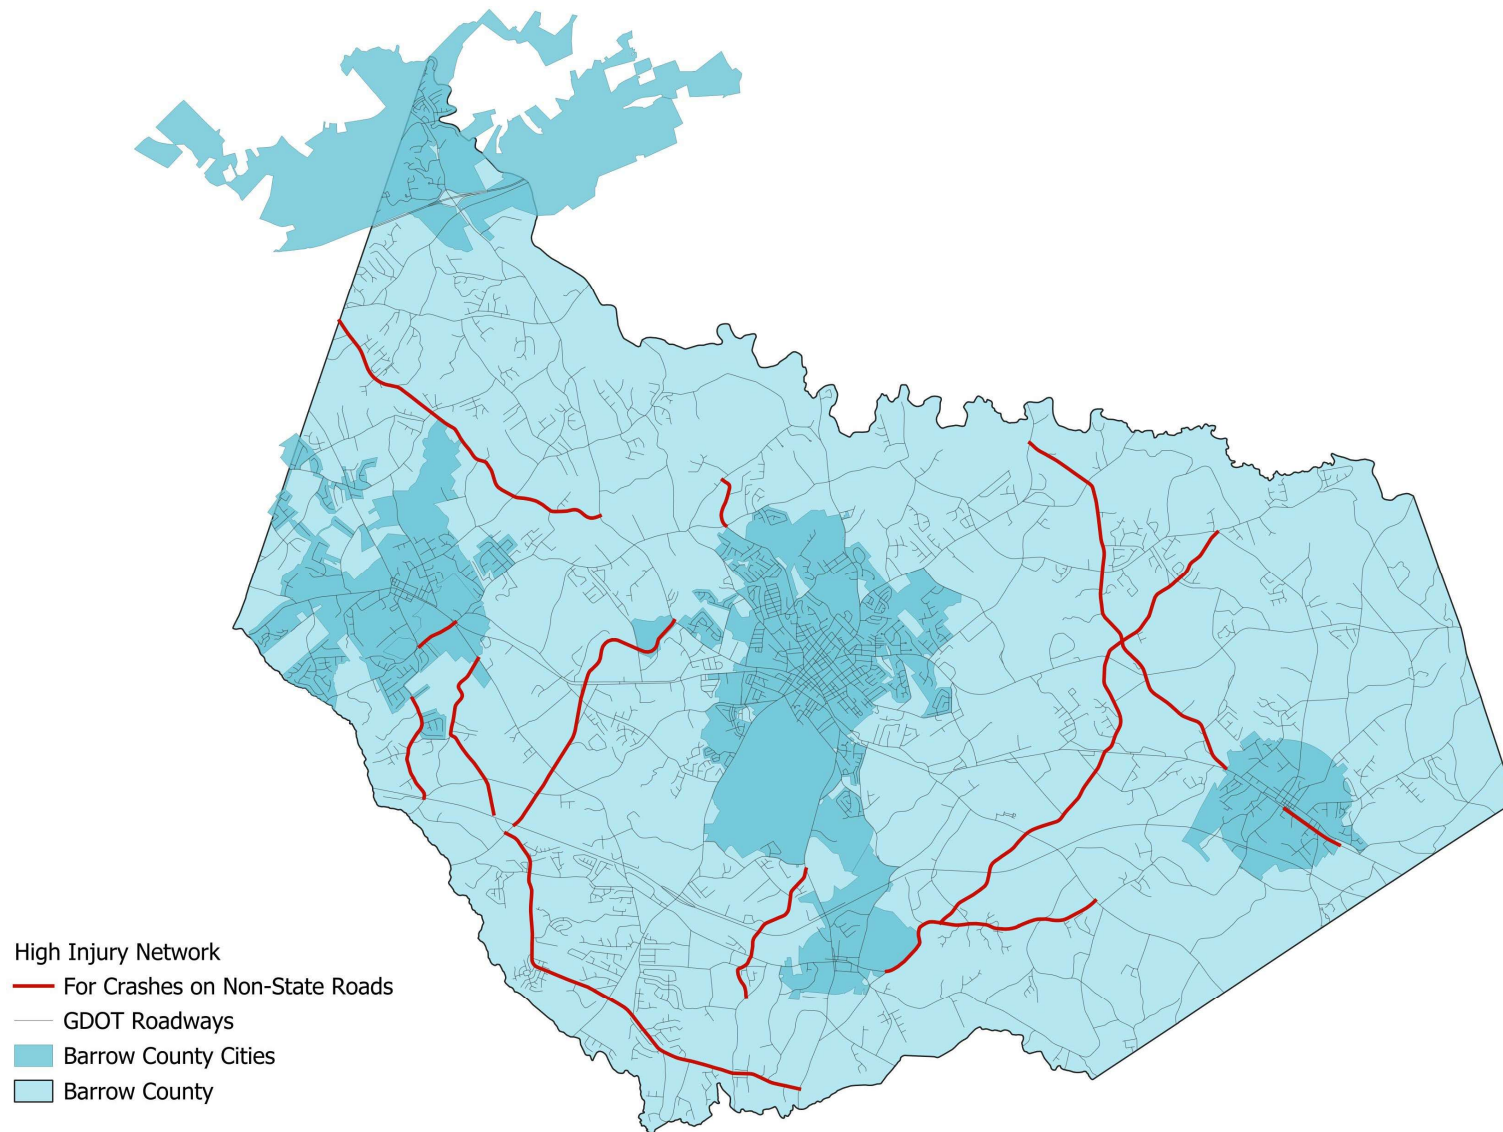 High Injury Network
For Crashes on Non-State Roads
GDOT Roadways
Barrow County Cities
Barrow County